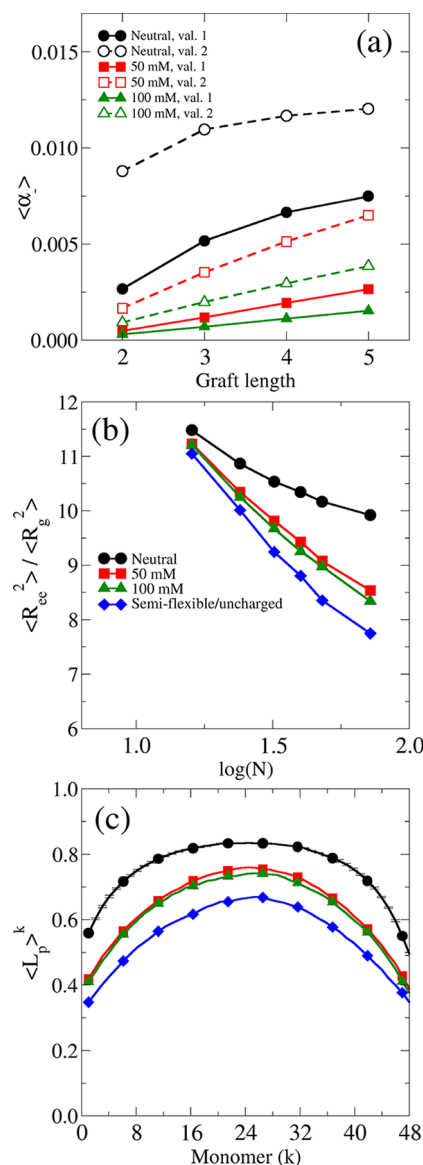 (a)
Neutral, val. 1
Neutral, val. 2
50 mM, val. 1
50 mM, val. 2
100 mM, val. 1
100 mM, val. 2
0.015
0.010
0.005
0.000
<α_->
2 3 4 5
Graft length
(b)
12
11
10
9
8
7
6
<R_ee^2> / <R_g^2>
Neutral
50 mM
100 mM
Semi-flexible/uncharged
1.0 1.5 2.0
log(N)
(c)
1.0
0.8
0.6
0.4
0.2
0.0
<L_p>^k
0 8 16 24 32 40 48
Monomer (k)